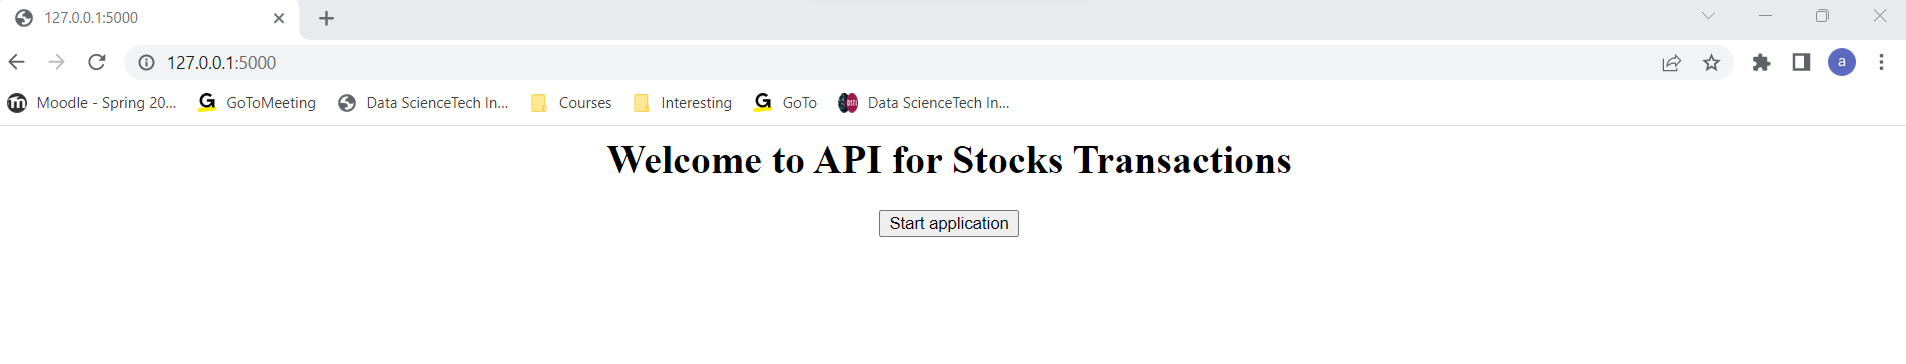 127.0.0.1:5000
127.0.0.1:5000
a
Moodle - Spring 20... GoToMeeting Data ScienceTech In... Courses Interesting GoTo Data ScienceTech In...
Welcome to API for Stocks Transactions
Start application